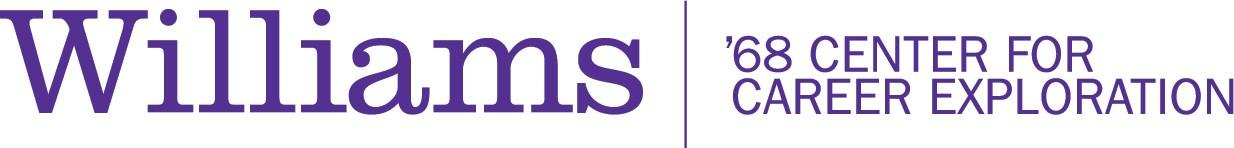 Williams
’68 CENTER FOR
CAREER EXPLORATION